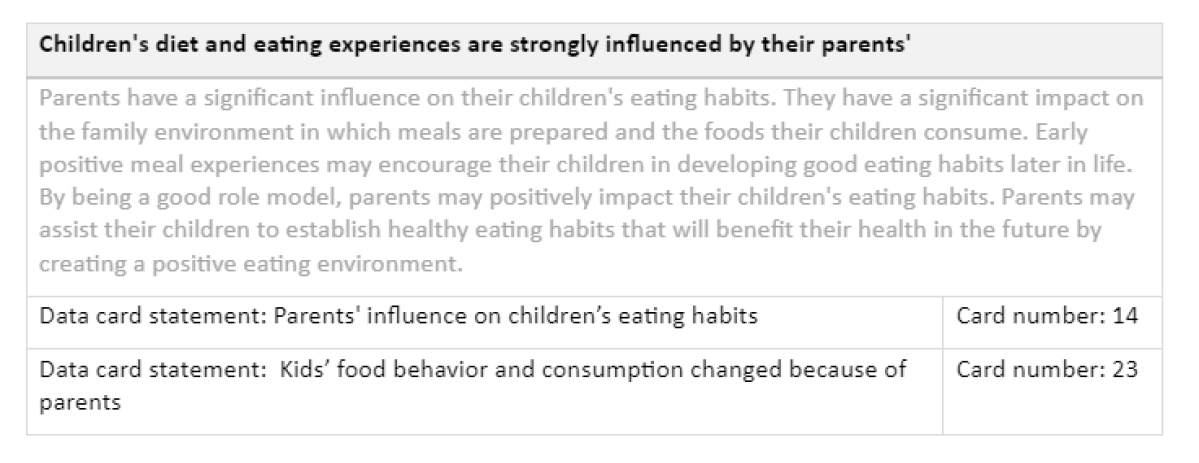 Children's diet and eating experiences are strongly influenced by their parents'
Parents have a significant influence on their children's eating habits. They have a significant impact on
the family environment in which meals are prepared and the foods their children consume. Early
positive meal experiences may encourage their children in developing good eating habits later in life.
By being a good role model, parents may positively impact their children's eating habits. Parents may
assist their children to establish healthy eating habits that will benefit their health in the future by
creating a positive eating environment.
Data card statement: Parents' influence on children’s eating habits
Card number: 14
Data card statement:  Kids’ food behavior and consumption changed because of
parents
Card number: 23